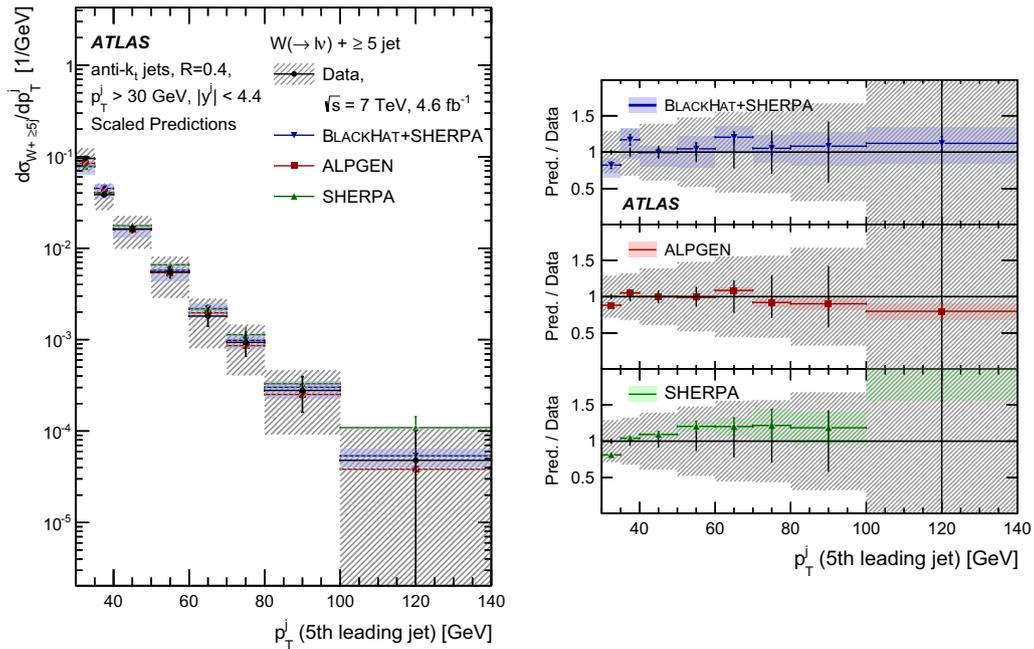 dσ_{W+ ≥5j}/dp_T^j [1/GeV]
ATLAS
anti-k_t jets, R=0.4,
p_T^j > 30 GeV, |y^j| < 4.4
Scaled Predictions
W(→ lν) + ≥ 5 jet
Data,
√s = 7 TeV, 4.6 fb^{-1}
BLACKHAT+SHERPA
ALPGEN
SHERPA
1
10^{-1}
10^{-2}
10^{-3}
10^{-4}
10^{-5}
40 60 80 100 120 140
p_T^j (5th leading jet) [GeV]
Pred. / Data
1.5
1
0.5
BLACKHAT+SHERPA
ATLAS
Pred. / Data
1.5
1
0.5
ALPGEN
Pred. / Data
1.5
1
0.5
SHERPA
40 60 80 100 120 140
p_T^j (5th leading jet) [GeV]